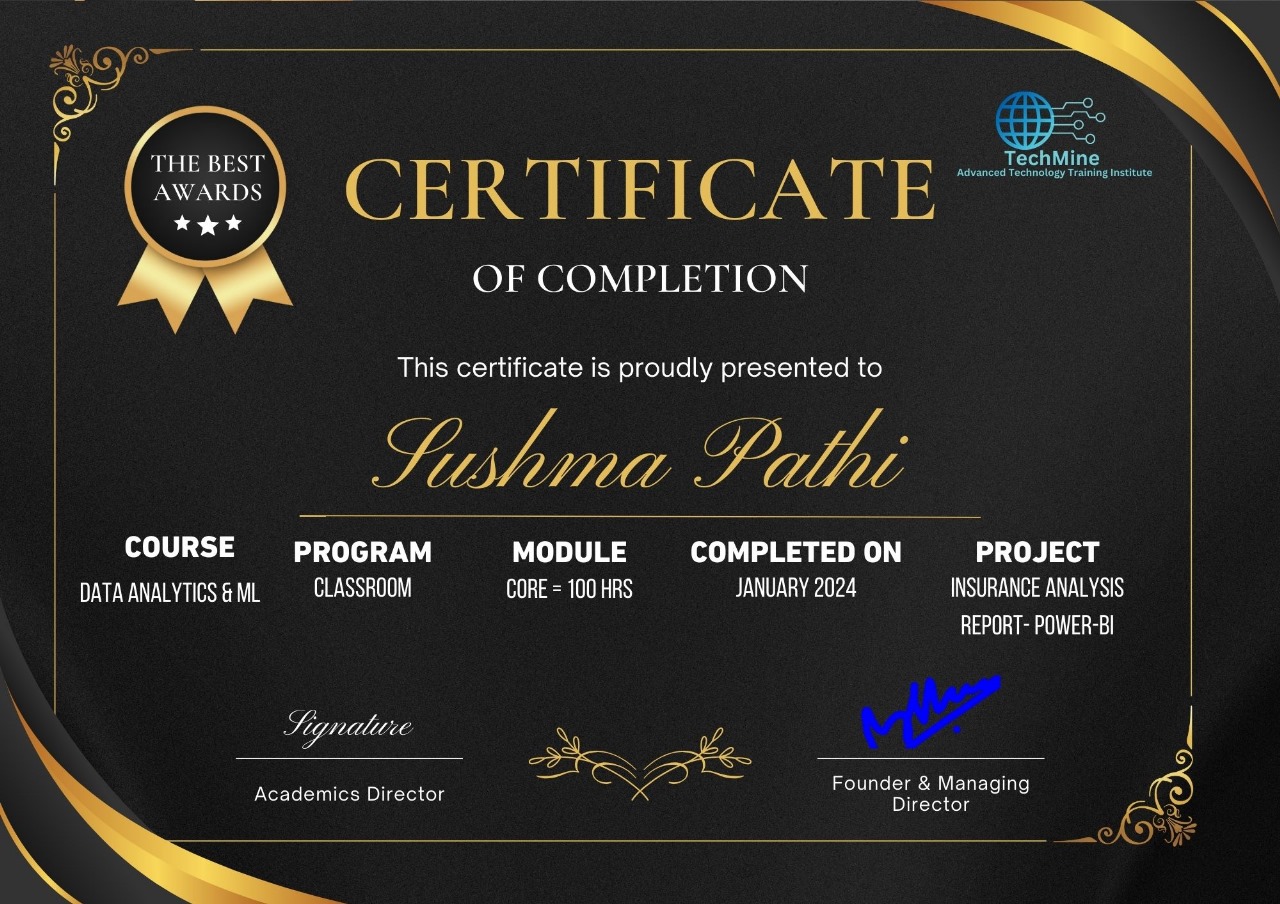 THE BEST
AWARDS
CERTIFICATE
TechMine
Advanced Technology Training Institute
OF COMPLETION
This certificate is proudly presented to
Sushma Pathi
COURSE
DATA ANALYTICS & ML
PROGRAM
CLASSROOM
MODULE
CORE = 100 HRS
COMPLETED ON
JANUARY 2024
PROJECT
INSURANCE ANALYSIS
REPORT- POWER-BI
Signature
Academics Director
Founder & Managing
Director